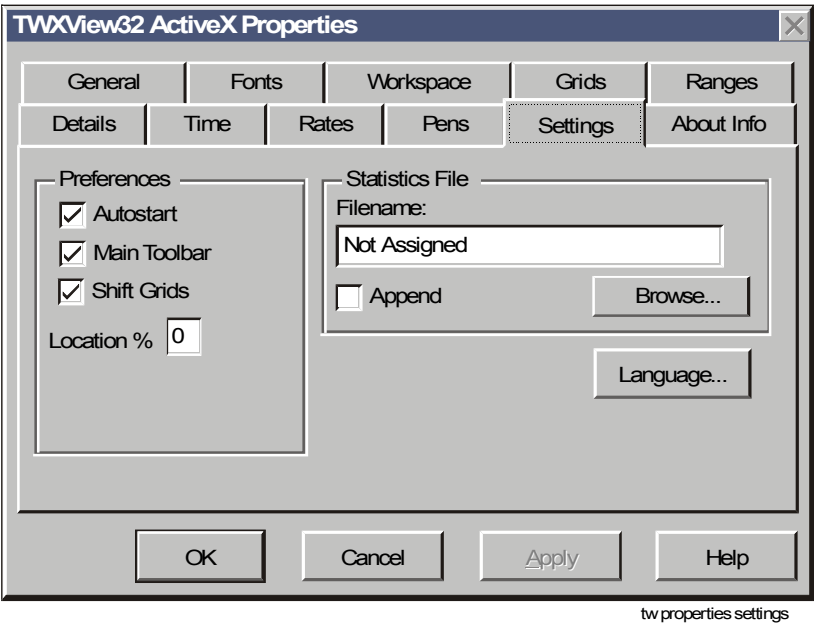 TWXView32 ActiveX Properties
General Fonts Workspace Grids Ranges
Details Time Rates Pens Settings About Info
Preferences
Autostart
Main Toolbar
Shift Grids
Location % 0
Statistics File
Filename:
Not Assigned
Append Browse...
Language...
OK Cancel Apply Help
tw properties settings